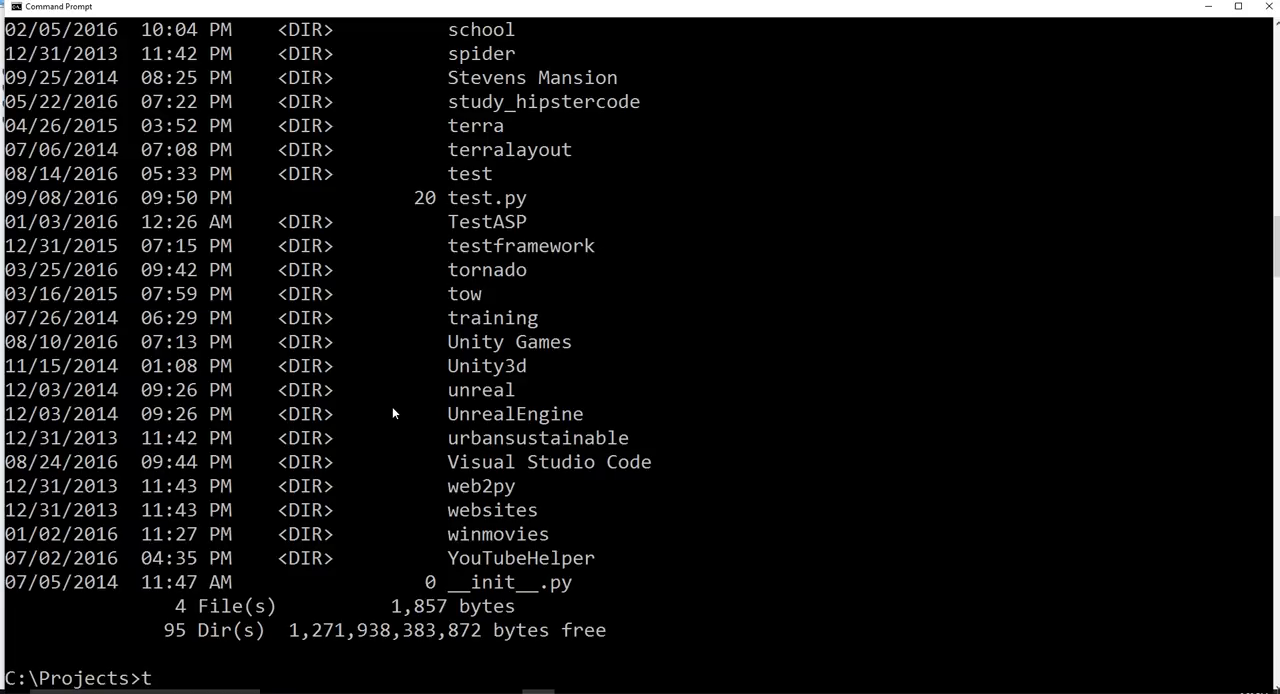 Command Prompt
02/05/2016  10:04 PM    <DIR>          school
12/31/2013  11:42 PM    <DIR>          spider
09/25/2014  08:25 PM    <DIR>          Stevens Mansion
05/22/2016  07:22 PM    <DIR>          study_hipstercode
04/26/2015  03:52 PM    <DIR>          terra
07/06/2014  07:08 PM    <DIR>          terralayout
08/14/2016  05:33 PM    <DIR>          test
09/08/2016  09:50 PM                20 test.py
01/03/2016  12:26 AM    <DIR>          TestASP
12/31/2015  07:15 PM    <DIR>          testframework
03/25/2016  09:42 PM    <DIR>          tornado
03/16/2015  07:59 PM    <DIR>          tow
07/26/2014  06:29 PM    <DIR>          training
08/10/2016  07:13 PM    <DIR>          Unity Games
11/15/2014  01:08 PM    <DIR>          Unity3d
12/03/2014  09:26 PM    <DIR>          unreal
12/03/2014  09:26 PM    <DIR>          UnrealEngine
12/31/2013  11:42 PM    <DIR>          urbansustainable
08/24/2016  09:44 PM    <DIR>          Visual Studio Code
12/31/2013  11:43 PM    <DIR>          web2py
12/31/2013  11:43 PM    <DIR>          websites
01/02/2016  11:27 PM    <DIR>          winmovies
07/02/2016  04:35 PM    <DIR>          YouTubeHelper
07/05/2014  11:47 AM                 0 __init__.py
4 File(s)          1,857 bytes
95 Dir(s)  1,271,938,383,872 bytes free
C:\Projects>t